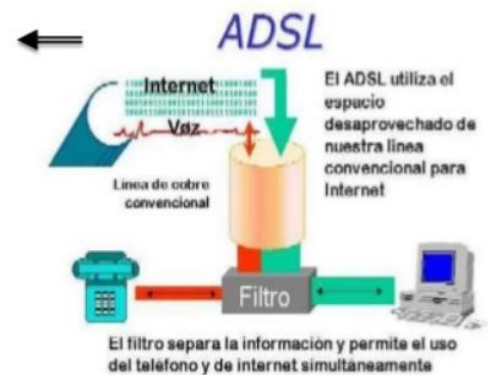 ADSL
Internet
Voz
Línea de cobre
convencional
El ADSL utiliza el
espacio
desaprovechado de
nuestra línea
convencional para
Internet
Filtro
El filtro separa la información y permite el uso
del teléfono y de internet simultáneamente